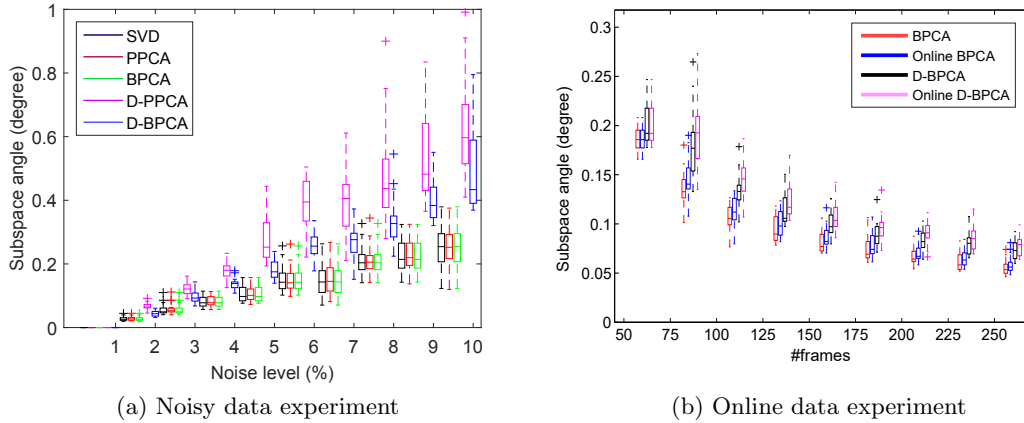 SVD
PPCA
BPCA
D-PPCA
D-BPCA
Subspace angle (degree)
1
0.8
0.6
0.4
0.2
0
1 2 3 4 5 6 7 8 9 10
Noise level (%)
(a) Noisy data experiment
BPCA
Online BPCA
D-BPCA
Online D-BPCA
Subspace angle (degree)
0.3
0.25
0.2
0.15
0.1
0.05
0
50 75 100 125 150 175 200 225 250
#frames
(b) Online data experiment